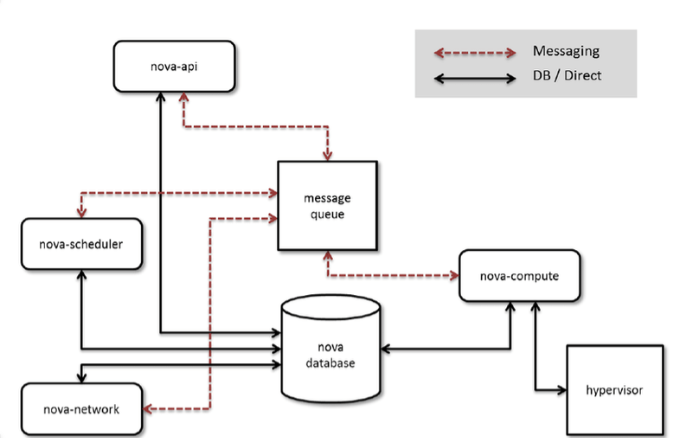 nova-api
Messaging
DB / Direct
message
queue
nova-scheduler
nova-compute
nova
database
hypervisor
nova-network